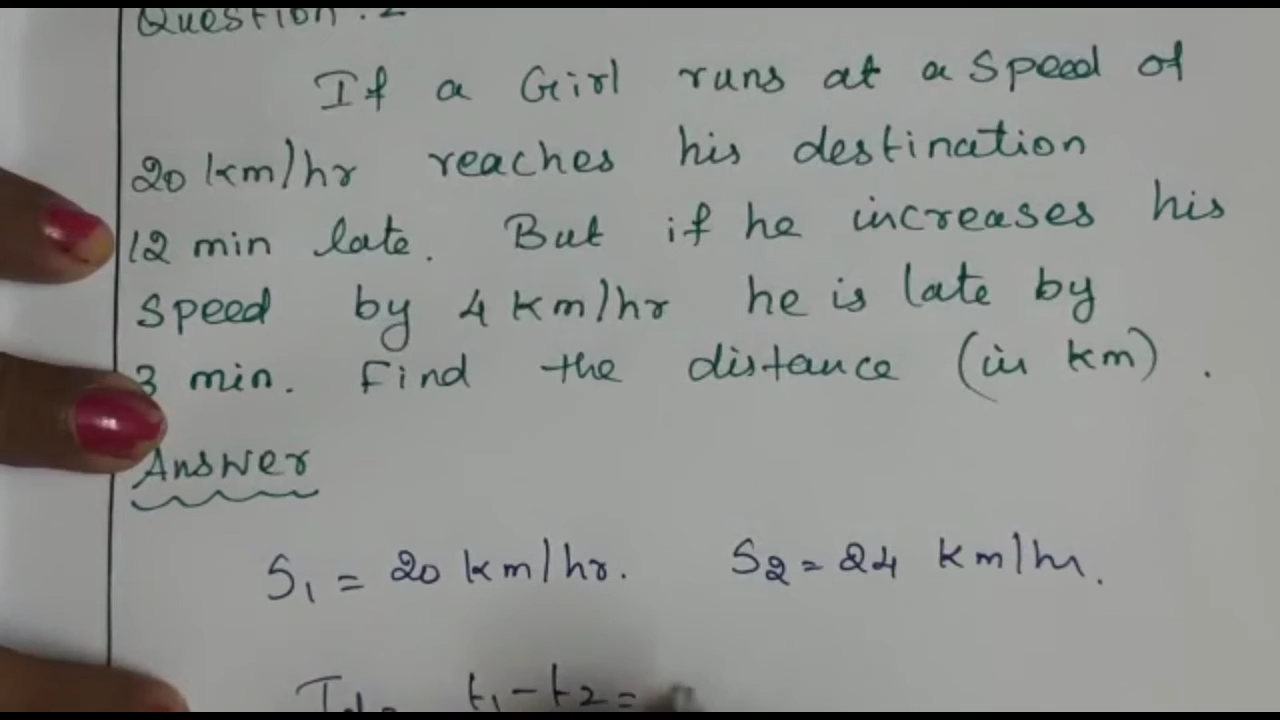 Question : 2
If a Girl runs at a speed of
20 km/hr reaches his destination
12 min late. But if he increases his
speed by 4 km/hr he is late by
3 min. Find the distance (in km).
Answer
S1 = 20 km/hr. S2 = 24 km/hr.
t1 - t2 =